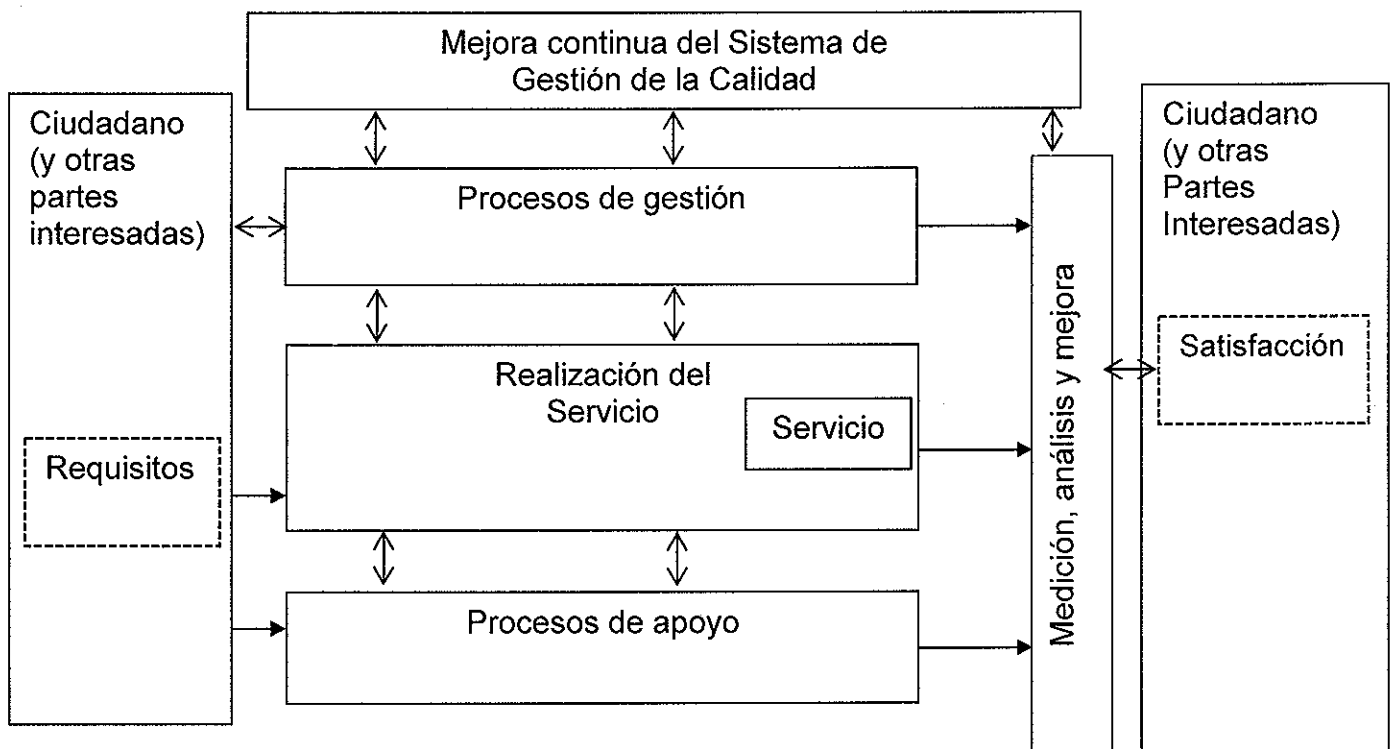 Mejora continua del Sistema de
Gestión de la Calidad
Ciudadano
(y otras
partes
interesadas)
Requisitos
Procesos de gestión
Realización del
Servicio
Servicio
Procesos de apoyo
Medición, análisis y mejora
Ciudadano
(y otras
Partes
Interesadas)
Satisfacción